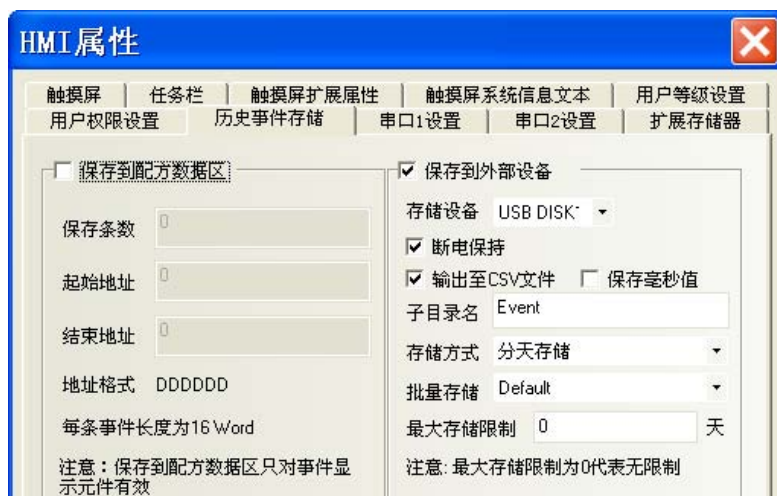 HMI属性
触摸屏 任务栏 触摸屏扩展属性 触摸屏系统信息文本 用户等级设置
用户权限设置 历史事件存储 串口1设置 串口2设置 扩展存储器
保存到配方数据区
保存条数 0
起始地址 0
结束地址 0
地址格式 DDDDDD
每条事件长度为16 Word
注意：保存到配方数据区只对事件显
示元件有效
保存到外部设备
存储设备 USB DISK
断电保持
输出至CSV文件 保存毫秒值
子目录名 Event
存储方式 分天存储
批量存储 Default
最大存储限制 0 天
注意:最大存储限制为0代表无限制